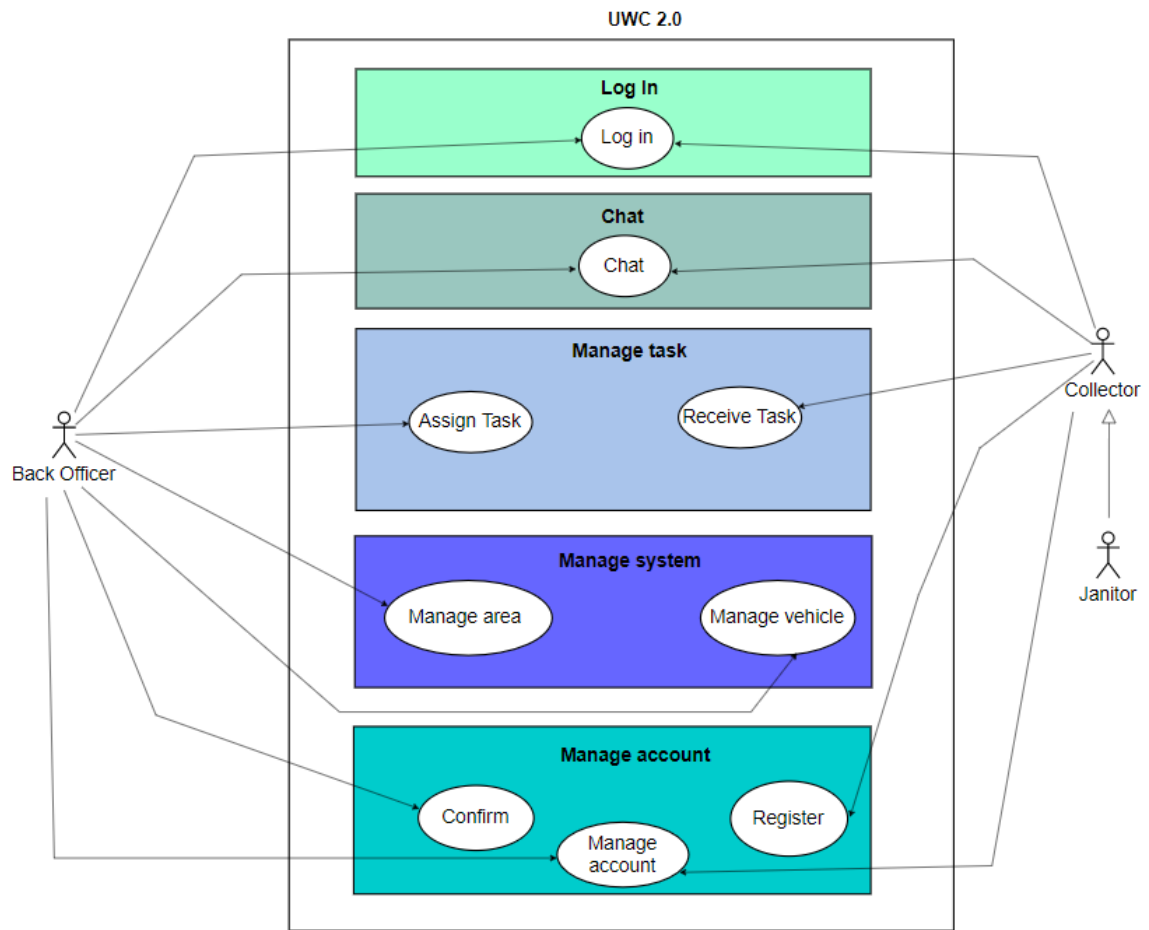 UWC 2.0
Log In
Log in
Chat
Chat
Manage task
Assign Task
Receive Task
Collector
Back Officer
Manage system
Janitor
Manage area
Manage vehicle
Manage account
Confirm
Register
Manage
account